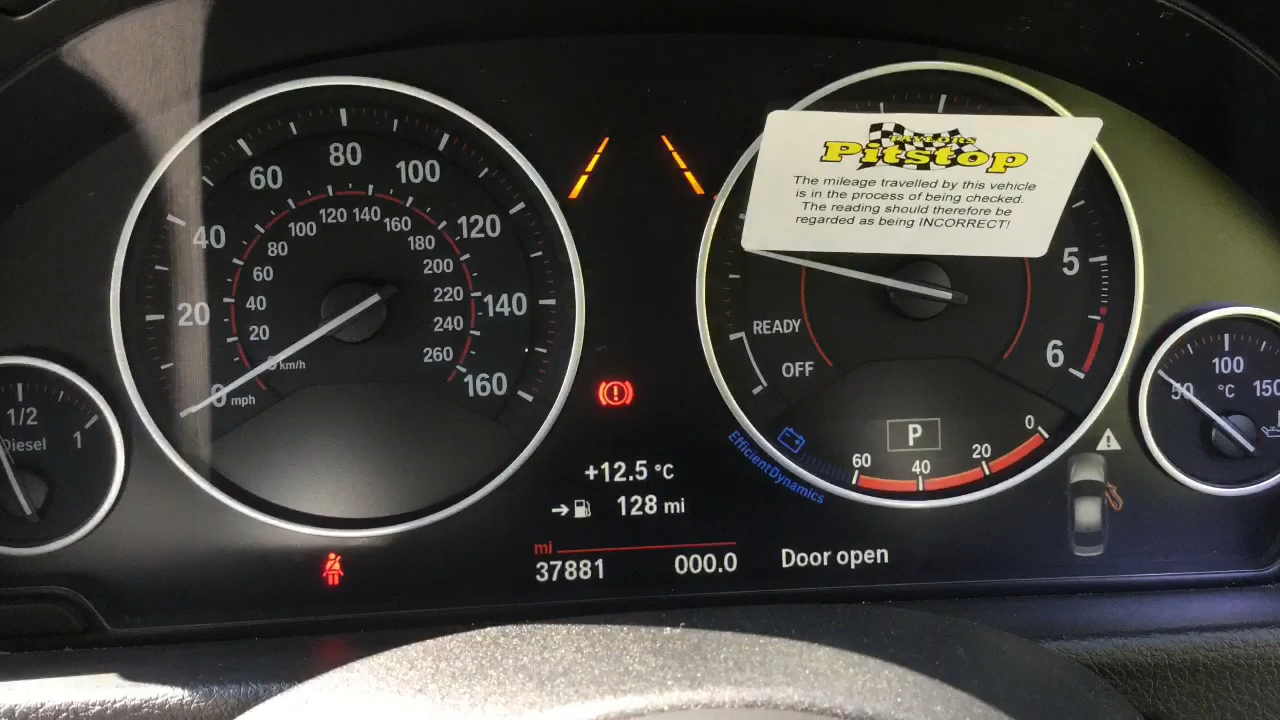 TAYLORS
Pitstop
The mileage travelled by this vehicle
is in the process of being checked.
The reading should therefore be
regarded as being INCORRECT!
80
60
100
40
120
20
140
0 mph
160
120 140
100
160
80
180
60
200
40
220
20
240
0 km/h
260
1/2
Diesel
1
5
6
READY
OFF
P
0
20
40
60
EfficientDynamics
100
50
°C
150
+12.5 °C
128 mi
mi
37881
000.0
Door open